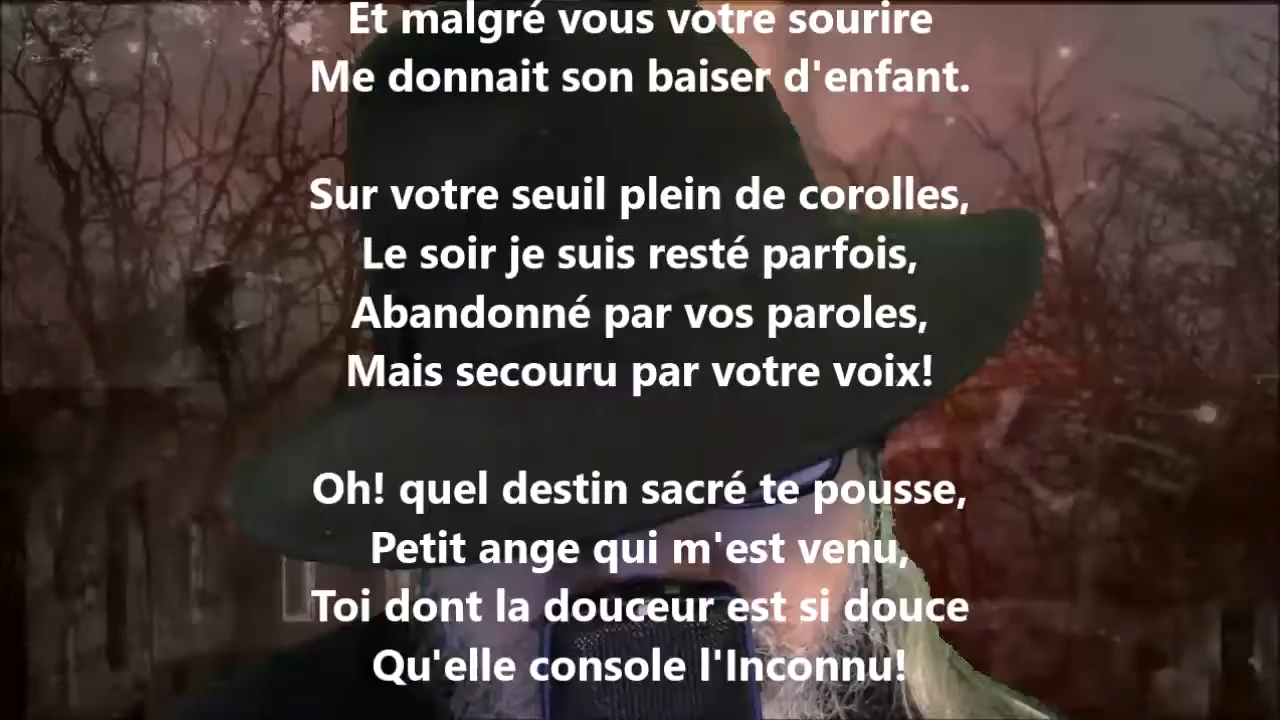 Et malgré vous votre sourire
Me donnait son baiser d'enfant.
Sur votre seuil plein de corolles,
Le soir je suis resté parfois,
Abandonné par vos paroles,
Mais secouru par votre voix!
Oh! quel destin sacré te pousse,
Petit ange qui m'est venu,
Toi dont la douceur est si douce
Qu'elle console l'Inconnu!